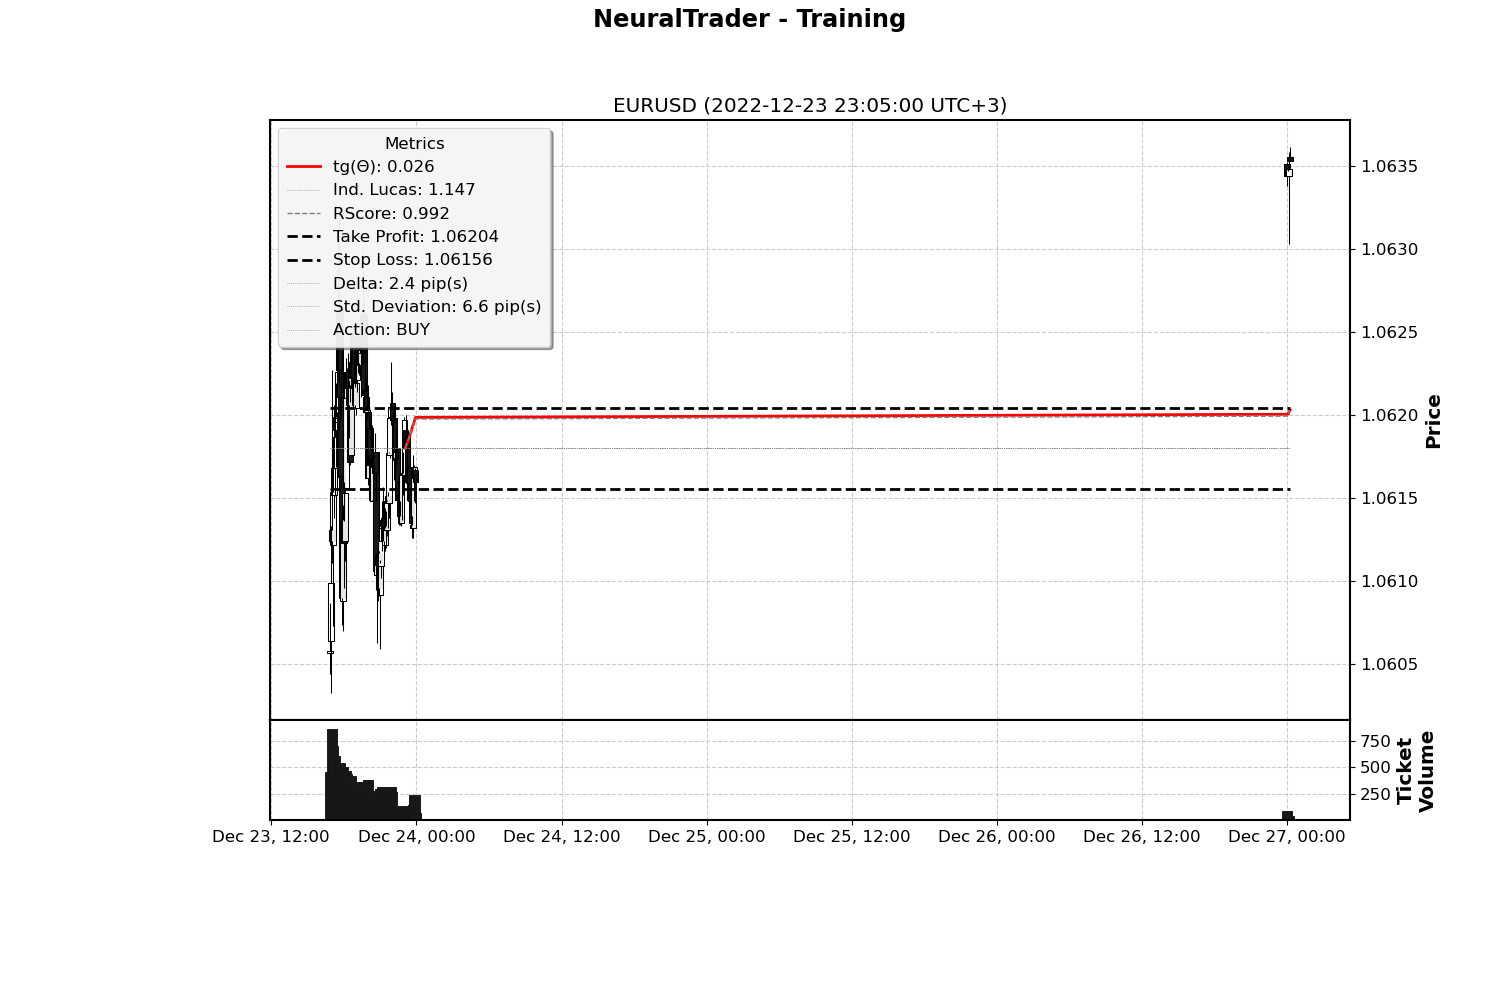 NeuralTrader - Training
EURUSD (2022-12-23 23:05:00 UTC+3)
Metrics
tg(Θ): 0.026
Ind. Lucas: 1.147
RScore: 0.992
Take Profit: 1.06204
Stop Loss: 1.06156
Delta: 2.4 pip(s)
Std. Deviation: 6.6 pip(s)
Action: BUY
1.0635
1.0630
1.0625
1.0620
1.0615
1.0610
1.0605
Price
750
500
250
Ticket
Volume
Dec 23, 12:00
Dec 24, 00:00
Dec 24, 12:00
Dec 25, 00:00
Dec 25, 12:00
Dec 26, 00:00
Dec 26, 12:00
Dec 27, 00:00